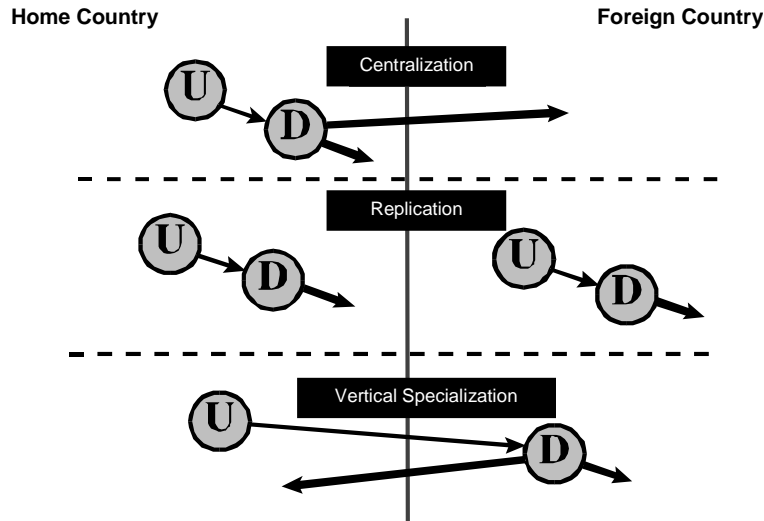 Home Country
Foreign Country
Centralization
U
D
Replication
U
D
U
D
Vertical Specialization
U
D